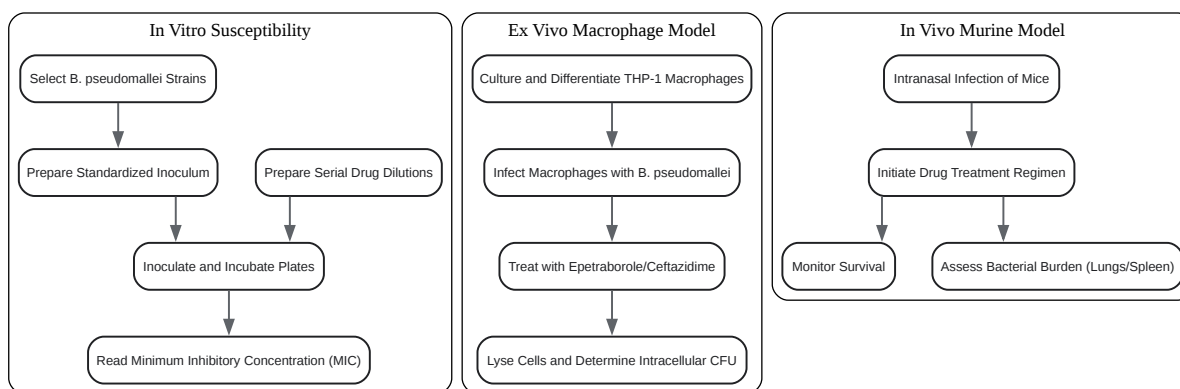 In Vitro Susceptibility
Select B. pseudomallei Strains
Prepare Standardized Inoculum
Prepare Serial Drug Dilutions
Inoculate and Incubate Plates
Read Minimum Inhibitory Concentration (MIC)
Ex Vivo Macrophage Model
Culture and Differentiate THP-1 Macrophages
Infect Macrophages with B. pseudomallei
Treat with Epetraborole/Ceftazidime
Lyse Cells and Determine Intracellular CFU
In Vivo Murine Model
Intranasal Infection of Mice
Initiate Drug Treatment Regimen
Monitor Survival
Assess Bacterial Burden (Lungs/Spleen)